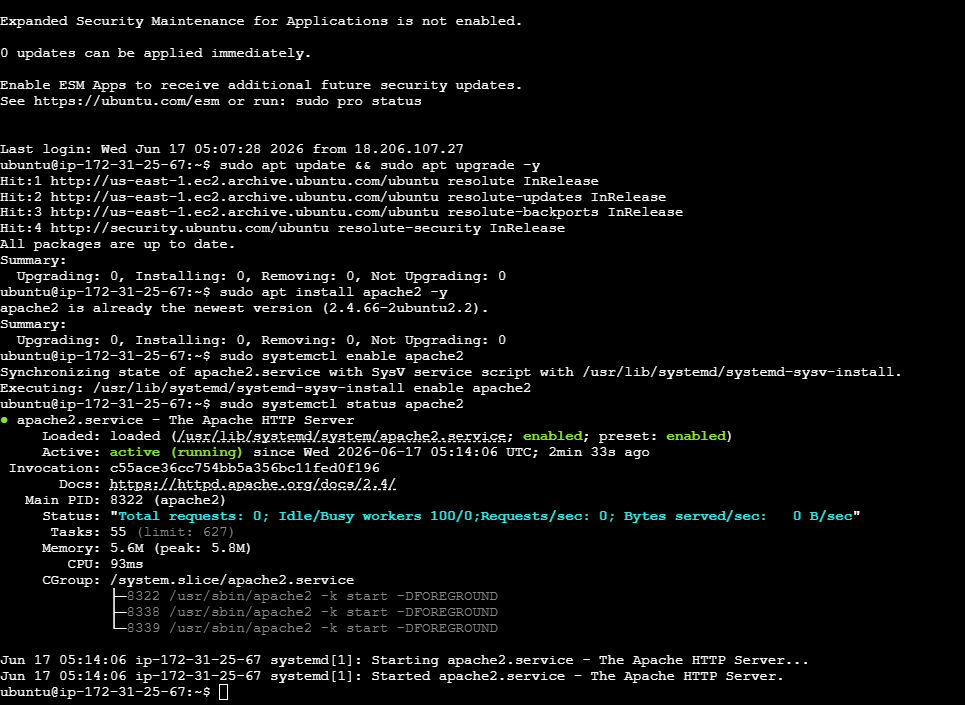 Expanded Security Maintenance for Applications is not enabled.
0 updates can be applied immediately.
Enable ESM Apps to receive additional future security updates.
See https://ubuntu.com/esm or run: sudo pro status
Last login: Wed Jun 17 05:07:28 2026 from 18.206.107.27
ubuntu@ip-172-31-25-67:~$ sudo apt update && sudo apt upgrade -y
Hit:1 http://us-east-1.ec2.archive.ubuntu.com/ubuntu resolute InRelease
Hit:2 http://us-east-1.ec2.archive.ubuntu.com/ubuntu resolute-updates InRelease
Hit:3 http://us-east-1.ec2.archive.ubuntu.com/ubuntu resolute-backports InRelease
Hit:4 http://security.ubuntu.com/ubuntu resolute-security InRelease
All packages are up to date.
Summary:
  Upgrading: 0, Installing: 0, Removing: 0, Not Upgrading: 0
ubuntu@ip-172-31-25-67:~$ sudo apt install apache2 -y
apache2 is already the newest version (2.4.66-2ubuntu2.2).
Summary:
  Upgrading: 0, Installing: 0, Removing: 0, Not Upgrading: 0
ubuntu@ip-172-31-25-67:~$ sudo systemctl enable apache2
Synchronizing state of apache2.service with SysV service script with /usr/lib/systemd/systemd-sysv-install.
Executing: /usr/lib/systemd/systemd-sysv-install enable apache2
ubuntu@ip-172-31-25-67:~$ sudo systemctl status apache2
● apache2.service - The Apache HTTP Server
     Loaded: loaded (/usr/lib/systemd/system/apache2.service; enabled; preset: enabled)
     Active: active (running) since Wed 2026-06-17 05:14:06 UTC; 2min 33s ago
 Invocation: c55ace36cc754bb5a356bc11fed0f196
       Docs: https://httpd.apache.org/docs/2.4/
   Main PID: 8322 (apache2)
     Status: "Total requests: 0; Idle/Busy workers 100/0;Requests/sec: 0; Bytes served/sec:   0 B/sec"
      Tasks: 55 (limit: 627)
     Memory: 5.6M (peak: 5.8M)
        CPU: 93ms
     CGroup: /system.slice/apache2.service
             ├─8322 /usr/sbin/apache2 -k start -DFOREGROUND
             ├─8338 /usr/sbin/apache2 -k start -DFOREGROUND
             └─8339 /usr/sbin/apache2 -k start -DFOREGROUND
Jun 17 05:14:06 ip-172-31-25-67 systemd[1]: Starting apache2.service - The Apache HTTP Server...
Jun 17 05:14:06 ip-172-31-25-67 systemd[1]: Started apache2.service - The Apache HTTP Server.
ubuntu@ip-172-31-25-67:~$